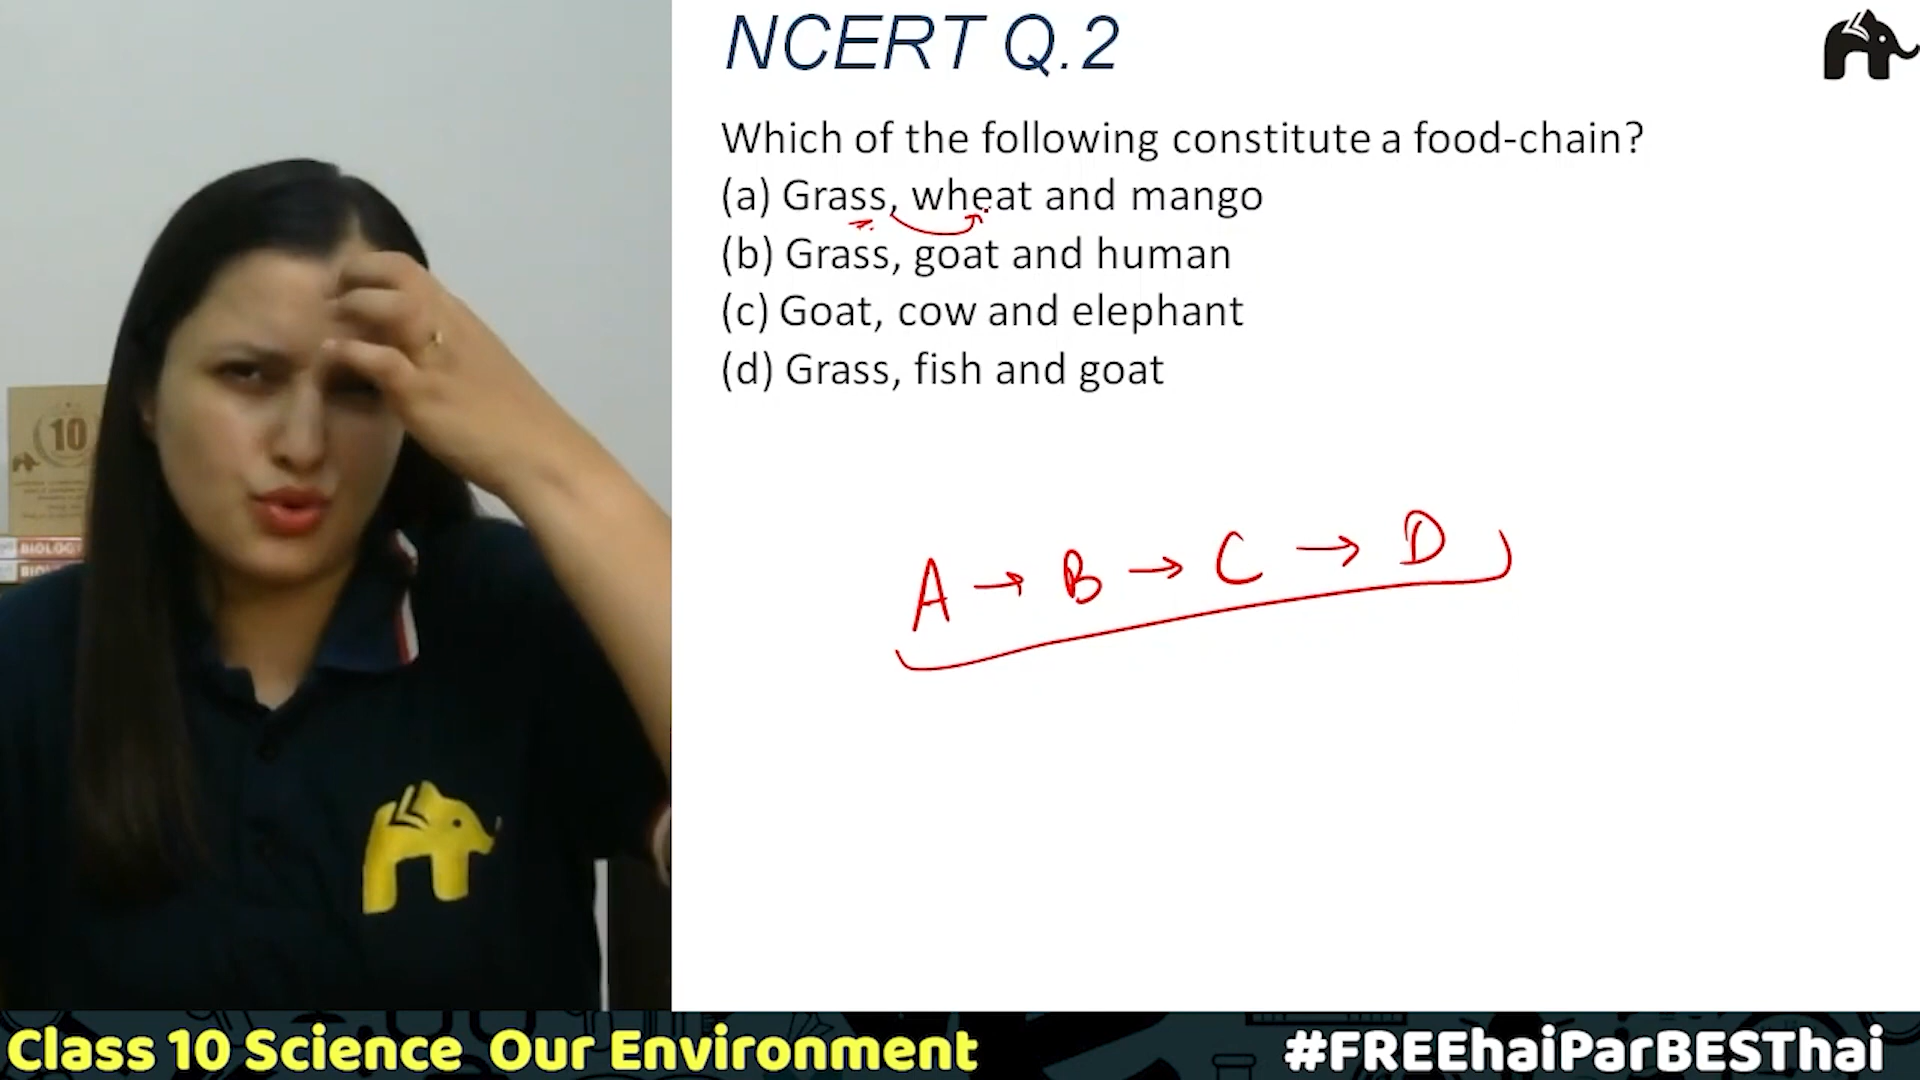 NCERT Q.2
Which of the following constitute a food-chain?
(a) Grass, wheat and mango
(b) Grass, goat and human
(c) Goat, cow and elephant
(d) Grass, fish and goat
A → B → C → D
10
BIOLOGY
Class 10 Science Our Environment
#FREEhaiParBESThai